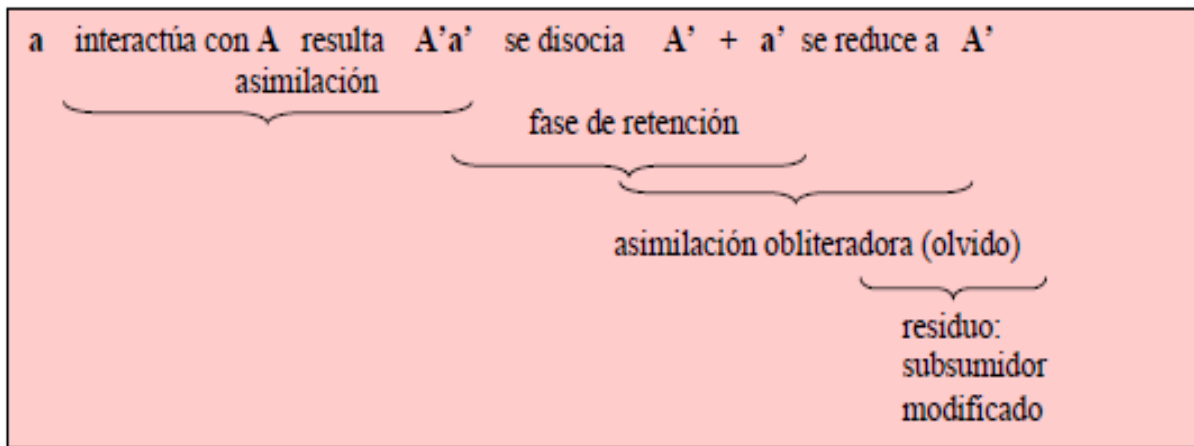 a interactúa con A resulta A’a’ se disocia A’ + a’ se reduce a A’
asimilación
fase de retención
asimilación obliteradora (olvido)
residuo:
subsumidor
modificado